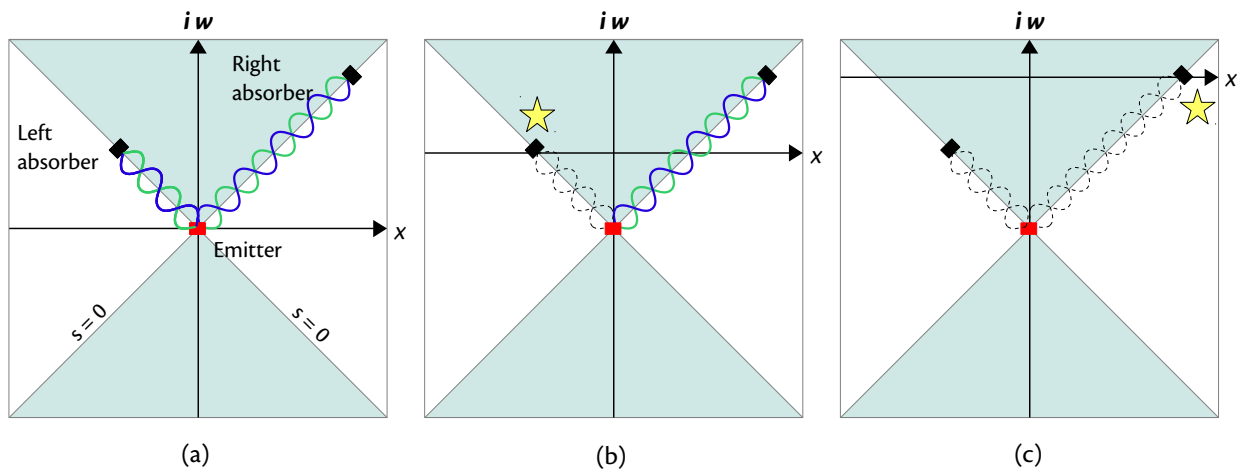 i w
i w
i w
Right
absorber
Left
absorber
x
x
x
Emitter
s = 0
s = 0
(a)
(b)
(c)